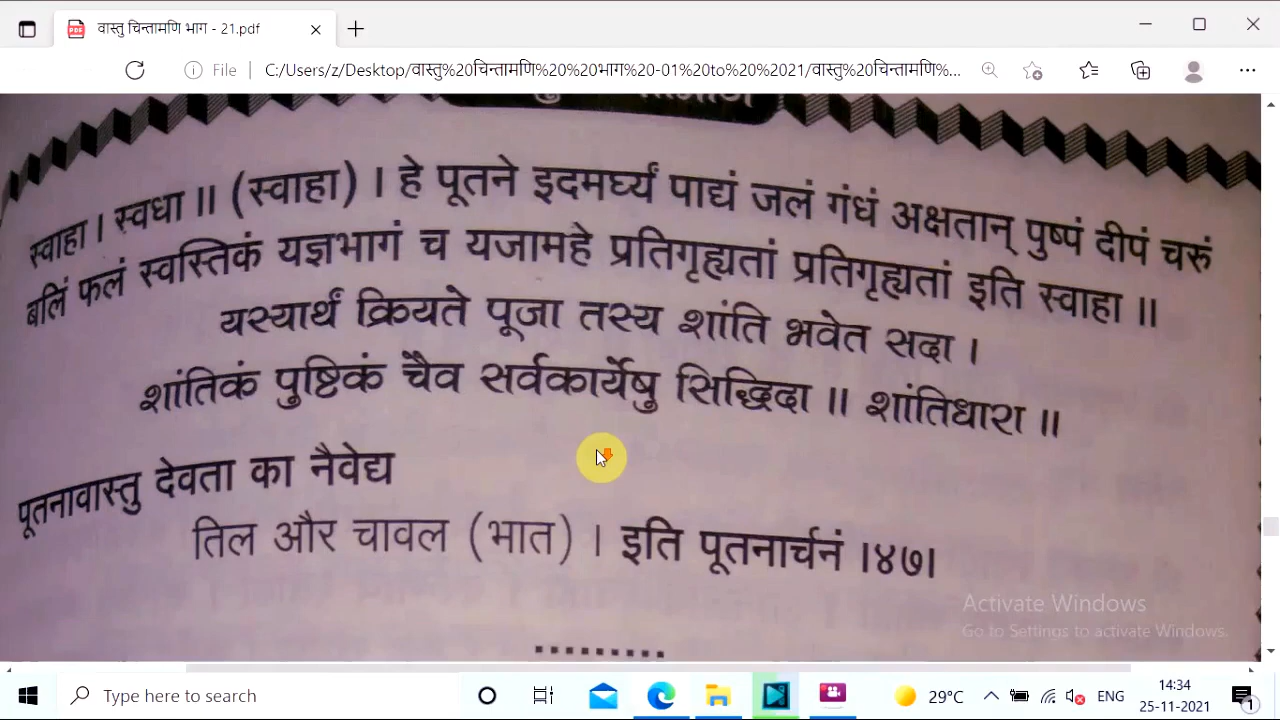 वास्तु चिन्तामणि भाग - 21.pdf
File
C:/Users/z/Desktop/वास्तु%20चिन्तामणि%20%20भाग%20-01%20to%20%2021/वास्तु%20चिन्तामणि%...
स्वाहा । स्वधा ॥ (स्वाहा) । हे पूतने इदमर्घ्यं पाद्यं जलं गंधं अक्षतान् पुष्पं दीपं चरुं
बलिं फलं स्वस्तिकं यज्ञभागं च यजामहे प्रतिगृह्यतां प्रतिगृह्यतां इति स्वाहा ॥
यस्यार्थं क्रियते पूजा तस्य शांति भवेत सदा ।
शांतिकं पुष्टिकं चैव सर्वकार्येषु सिद्धिदा ॥ शांतिधारा ॥
पूतनावास्तु देवता का नैवेद्य
तिल और चावल (भात) । इति पूतनार्चनं ।४७।
Activate Windows
Go to Settings to activate Windows.
Type here to search
29°C
ENG
14:34
25-11-2021
1